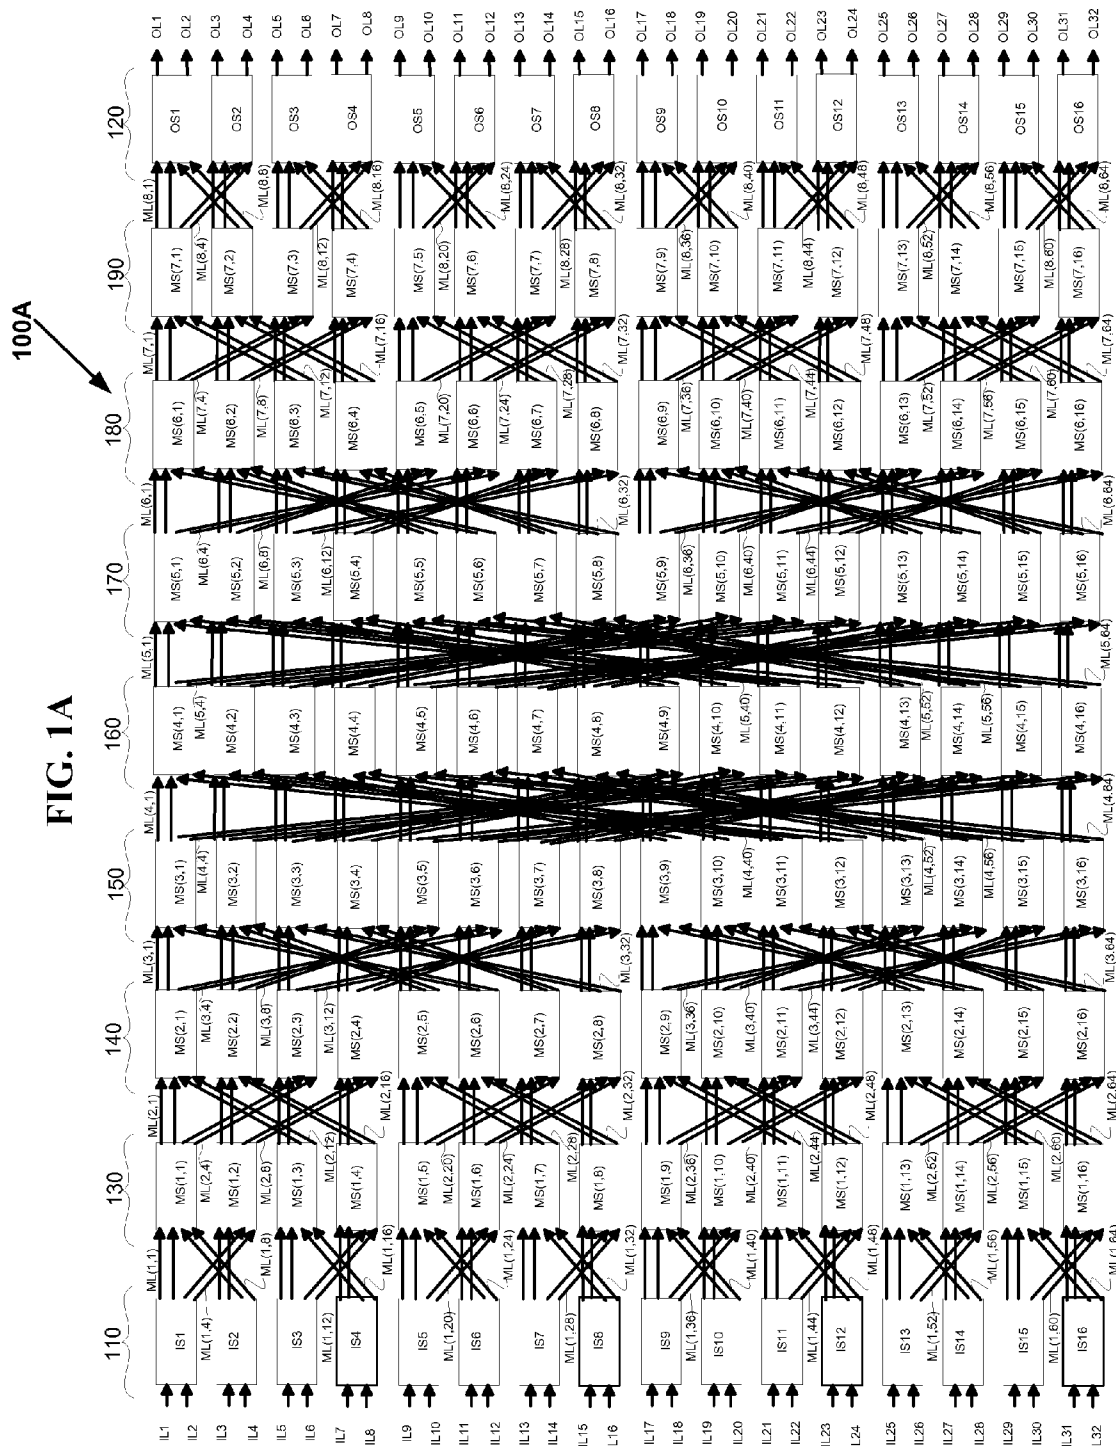 100A
FIG. 1A
110 130 140 150 160 170 180 190 120
ML(1,1) ML(2,1) ML(3,1) ML(4,1) ML(5,1) ML(6,1) ML(7,1) ML(8,1)
IL1 OL1
IS1 MS(1,1) MS(2,1) MS(3,1) MS(4,1) MS(5,1) MS(6,1) MS(7,1) OS1
IL2 OL2
ML(1,4) ML(2,4) ML(3,4) ML(4,4) ML(5,4) ML(6,4) ML(7,4) ML(8,4)
IL3 OL3
IS2 MS(1,2) MS(2,2) MS(3,2) MS(4,2) MS(5,2) MS(6,2) MS(7,2) OS2
IL4 OL4
ML(1,8) ML(2,8) ML(3,8) ML(6,8) ML(7,8) ML(8,8)
IL5 OL5
IS3 MS(1,3) MS(2,3) MS(3,3) MS(4,3) MS(5,3) MS(6,3) MS(7,3) OS3
IL6 OL6
ML(1,12) ML(2,12) ML(3,12) ML(6,12) ML(7,12) ML(8,12)
IL7 OL7
IS4 MS(1,4) MS(2,4) MS(3,4) MS(4,4) MS(5,4) MS(6,4) MS(7,4) OS4
IL8 OL8
ML(1,16) ML(2,16) ML(7,16) ML(8,16)
IL9 OL9
IS5 MS(1,5) MS(2,5) MS(3,5) MS(4,5) MS(5,5) MS(6,5) MS(7,5) OS5
IL10 OL10
ML(1,20) ML(2,20) ML(7,20) ML(8,20)
IL11 OL11
IS6 MS(1,6) MS(2,6) MS(3,6) MS(4,6) MS(5,6) MS(6,6) MS(7,6) OS6
IL12 OL12
ML(1,24) ML(2,24) ML(7,24) ML(8,24)
IL13 OL13
IS7 MS(1,7) MS(2,7) MS(3,7) MS(4,7) MS(5,7) MS(6,7) MS(7,7) OS7
IL14 OL14
ML(1,28) ML(2,28) ML(7,28) ML(8,28)
IL15 OL15
IS8 MS(1,8) MS(2,8) MS(3,8) MS(4,8) MS(5,8) MS(6,8) MS(7,8) OS8
L16 OL16
ML(1,32) ML(2,32) ML(3,32) ML(6,32) ML(7,32) ML(8,32)
IL17 OL17
IS9 MS(1,9) MS(2,9) MS(3,9) MS(4,9) MS(5,9) MS(6,9) MS(7,9) OS9
IL18 OL18
ML(1,36) ML(2,36) ML(3,36) ML(6,36) ML(7,36) ML(8,36)
IL19 OL19
IS10 MS(1,10) MS(2,10) MS(3,10) MS(4,10) MS(5,10) MS(6,10) MS(7,10) OS10
IL20 OL20
ML(1,40) ML(2,40) ML(3,40) ML(4,40) ML(5,40) ML(6,40) ML(7,40) ML(8,40)
IL21 OL21
IS11 MS(1,11) MS(2,11) MS(3,11) MS(4,11) MS(5,11) MS(6,11) MS(7,11) OS11
IL22 OL22
ML(1,44) ML(2,44) ML(3,44) ML(6,44) ML(7,44) ML(8,44)
IL23 OL23
IS12 MS(1,12) MS(2,12) MS(3,12) MS(4,12) MS(5,12) MS(6,12) MS(7,12) OS12
L24 OL24
ML(1,48) ML(2,48) ML(7,48) ML(8,48)
IL25 OL25
IS13 MS(1,13) MS(2,13) MS(3,13) MS(4,13) MS(5,13) MS(6,13) MS(7,13) OS13
IL26 OL26
ML(1,52) ML(2,52) ML(4,52) ML(5,52) ML(7,52) ML(8,52)
IL27 OL27
IS14 MS(1,14) MS(2,14) MS(3,14) MS(4,14) MS(5,14) MS(6,14) MS(7,14) OS14
IL28 OL28
ML(1,56) ML(2,56) ML(4,56) ML(5,56) ML(7,56) ML(8,56)
IL29 OL29
IS15 MS(1,15) MS(2,15) MS(3,15) MS(4,15) MS(5,15) MS(6,15) MS(7,15) OS15
IL30 OL30
ML(1,60) ML(2,60) ML(7,60) ML(8,60)
IL31 OL31
IS16 MS(1,16) MS(2,16) MS(3,16) MS(4,16) MS(5,16) MS(6,16) MS(7,16) OS16
L32 OL32
ML(1,64) ML(2,64) ML(3,64) ML(4,64) ML(5,64) ML(6,64) ML(7,64) ML(8,64)